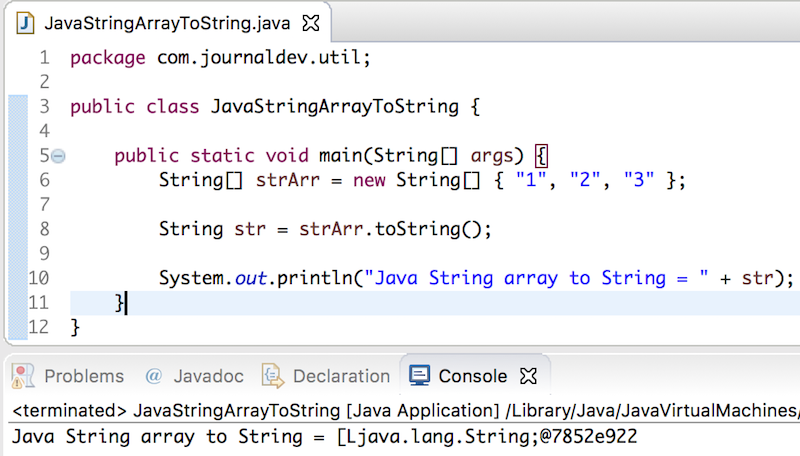 JavaStringArrayToString.java
1 package com.journaldev.util;
2
3 public class JavaStringArrayToString {
4
5 public static void main(String[] args) {
6 String[] strArr = new String[] { "1", "2", "3" };
7
8 String str = strArr.toString();
9
10 System.out.println("Java String array to String = " + str);
11 }
12 }
Problems @ Javadoc Declaration Console
<terminated> JavaStringArrayToString [Java Application] /Library/Java/JavaVirtualMachines/
Java String array to String = [Ljava.lang.String;@7852e922